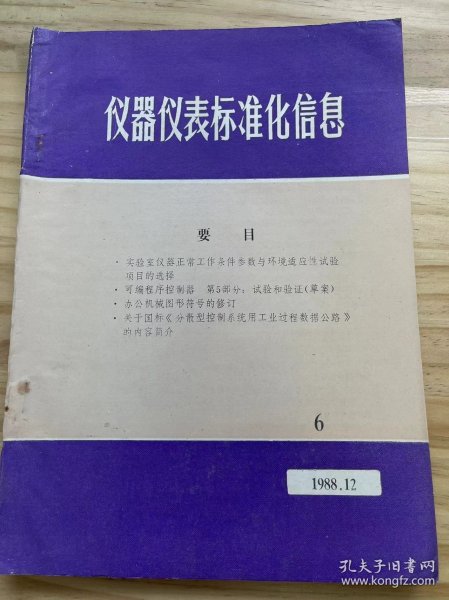 仪器仪表标准化信息
要 目
· 实验室仪器正常工作条件参数与环境适应性试验
项目的选择
· 可编程序控制器 第5部分：试验和验证(草案)
· 办公机械图形符号的修订
· 关于国标《分散型控制系统用工业过程数据公路》
的内容简介
6
1988.12
孔夫子旧书网
www.kongfz.com